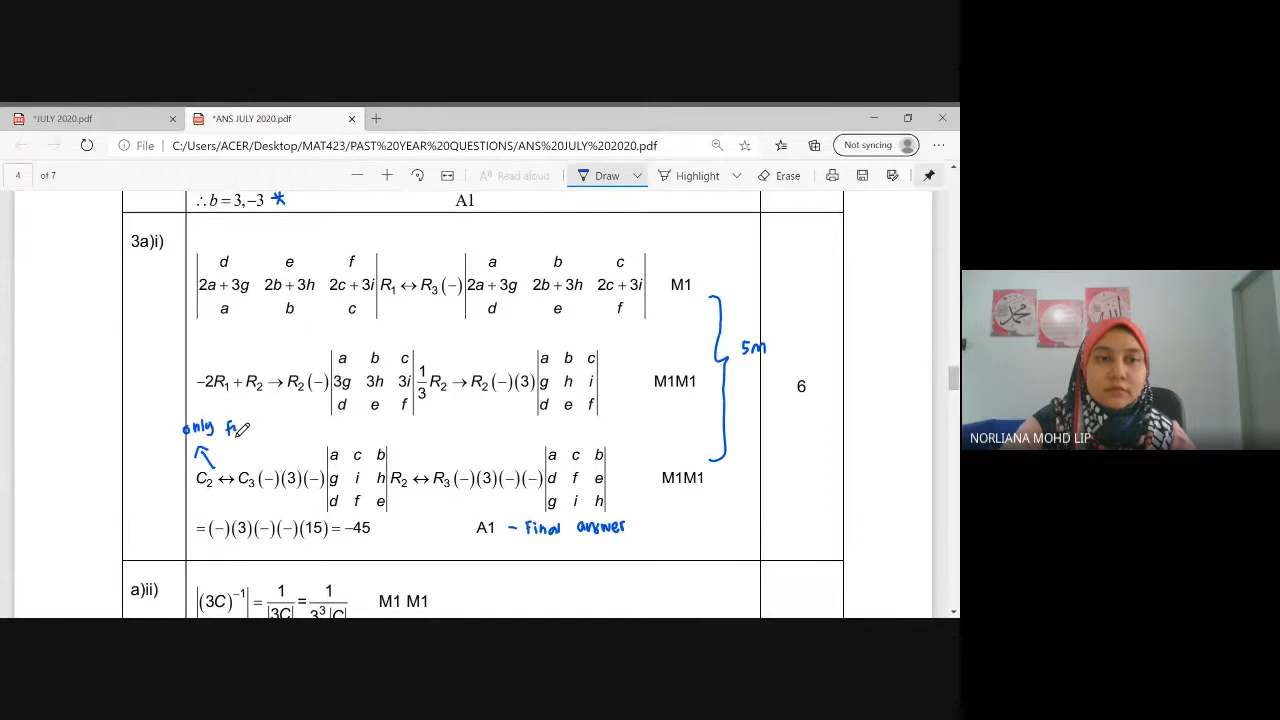 *JULY 2020.pdf
*ANS JULY 2020.pdf
File C:/Users/ACER/Desktop/MAT423/PAST%20YEAR%20QUESTIONS/ANS%20JULY%202020.pdf
Not syncing
4 of 7
Read aloud
Draw
Highlight
Erase
∴ b = 3, −3 * A1
3a)i)
|d e f; 2a + 3g 2b + 3h 2c + 3i; a b c| R₁ ↔ R₃ (−) |a b c; 2a + 3g 2b + 3h 2c + 3i; d e f| M1
5m
−2R₁ + R₂ → R₂ (−) |a b c; 3g 3h 3i; d e f| 1/3 R₂ → R₂ (−)(3) |a b c; g h i; d e f| M1M1
6
only
C₂ ↔ C₃ (−)(3)(−) |a c b; g i h; d f e| R₂ ↔ R₃ (−)(3)(−)(−) |a c b; d f e; g i h| M1M1
= (−)(3)(−)(−)(15) = −45 A1 – Final answer
a)ii)
|(3C)⁻¹| = 1/|3C| = 1/3³|C| M1 M1
NORLIANA MOHD LIP